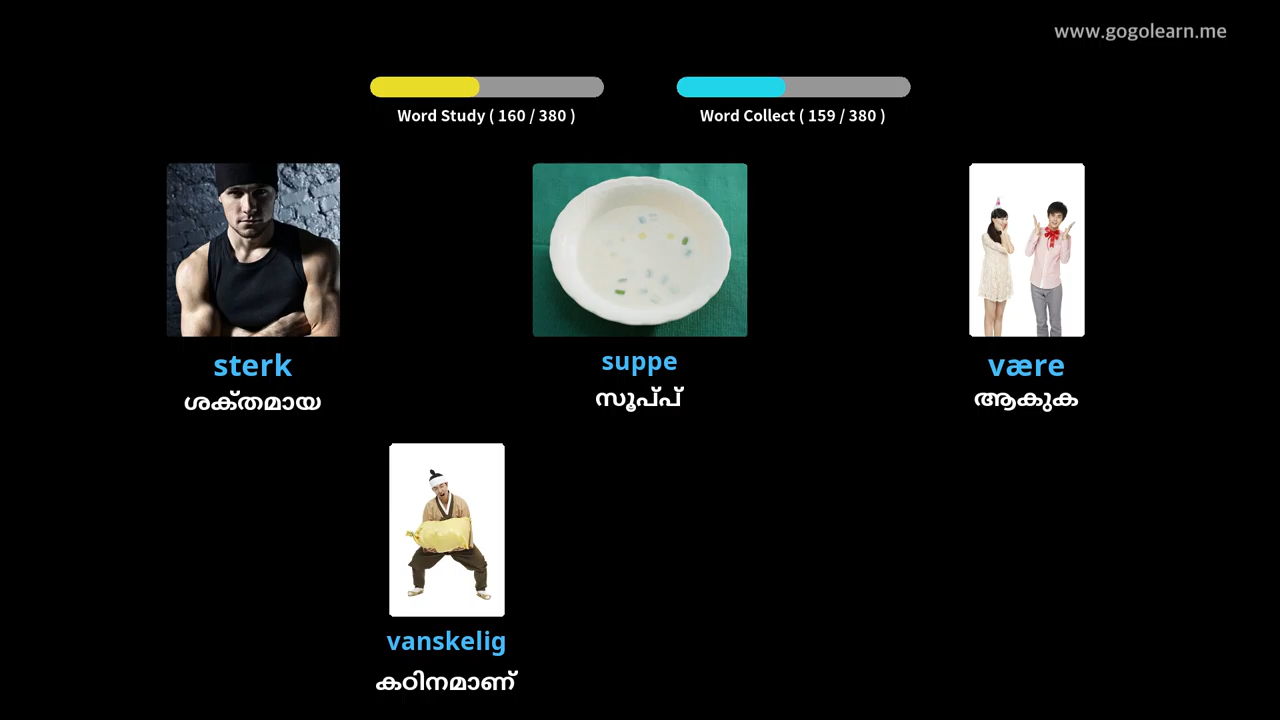 www.gogolearn.me
Word Study ( 160 / 380 )
Word Collect ( 159 / 380 )
sterk
ശക്തമായ
suppe
സൂപ്പ്
være
ആകുക
vanskelig
കഠിനമാണ്